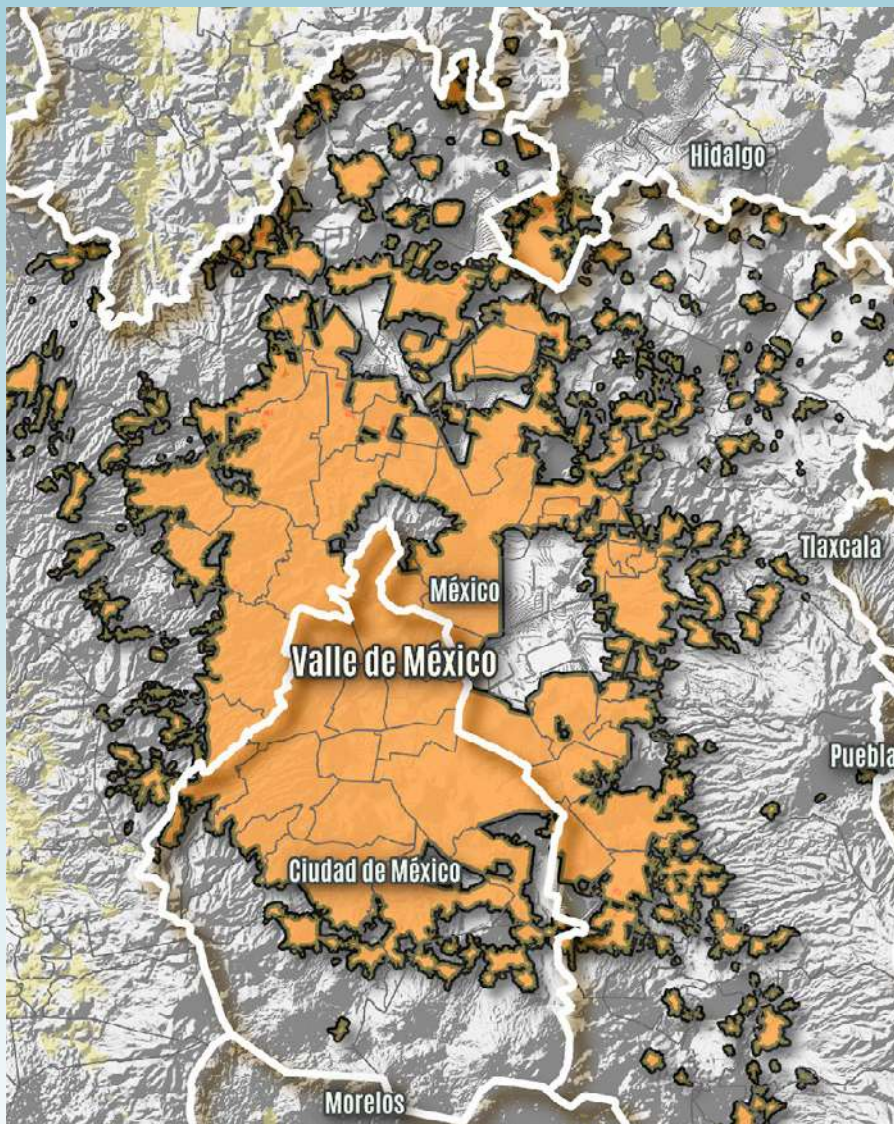 Hidalgo
Tlaxcala
México
Valle de México
Puebla
Ciudad de México
Morelos